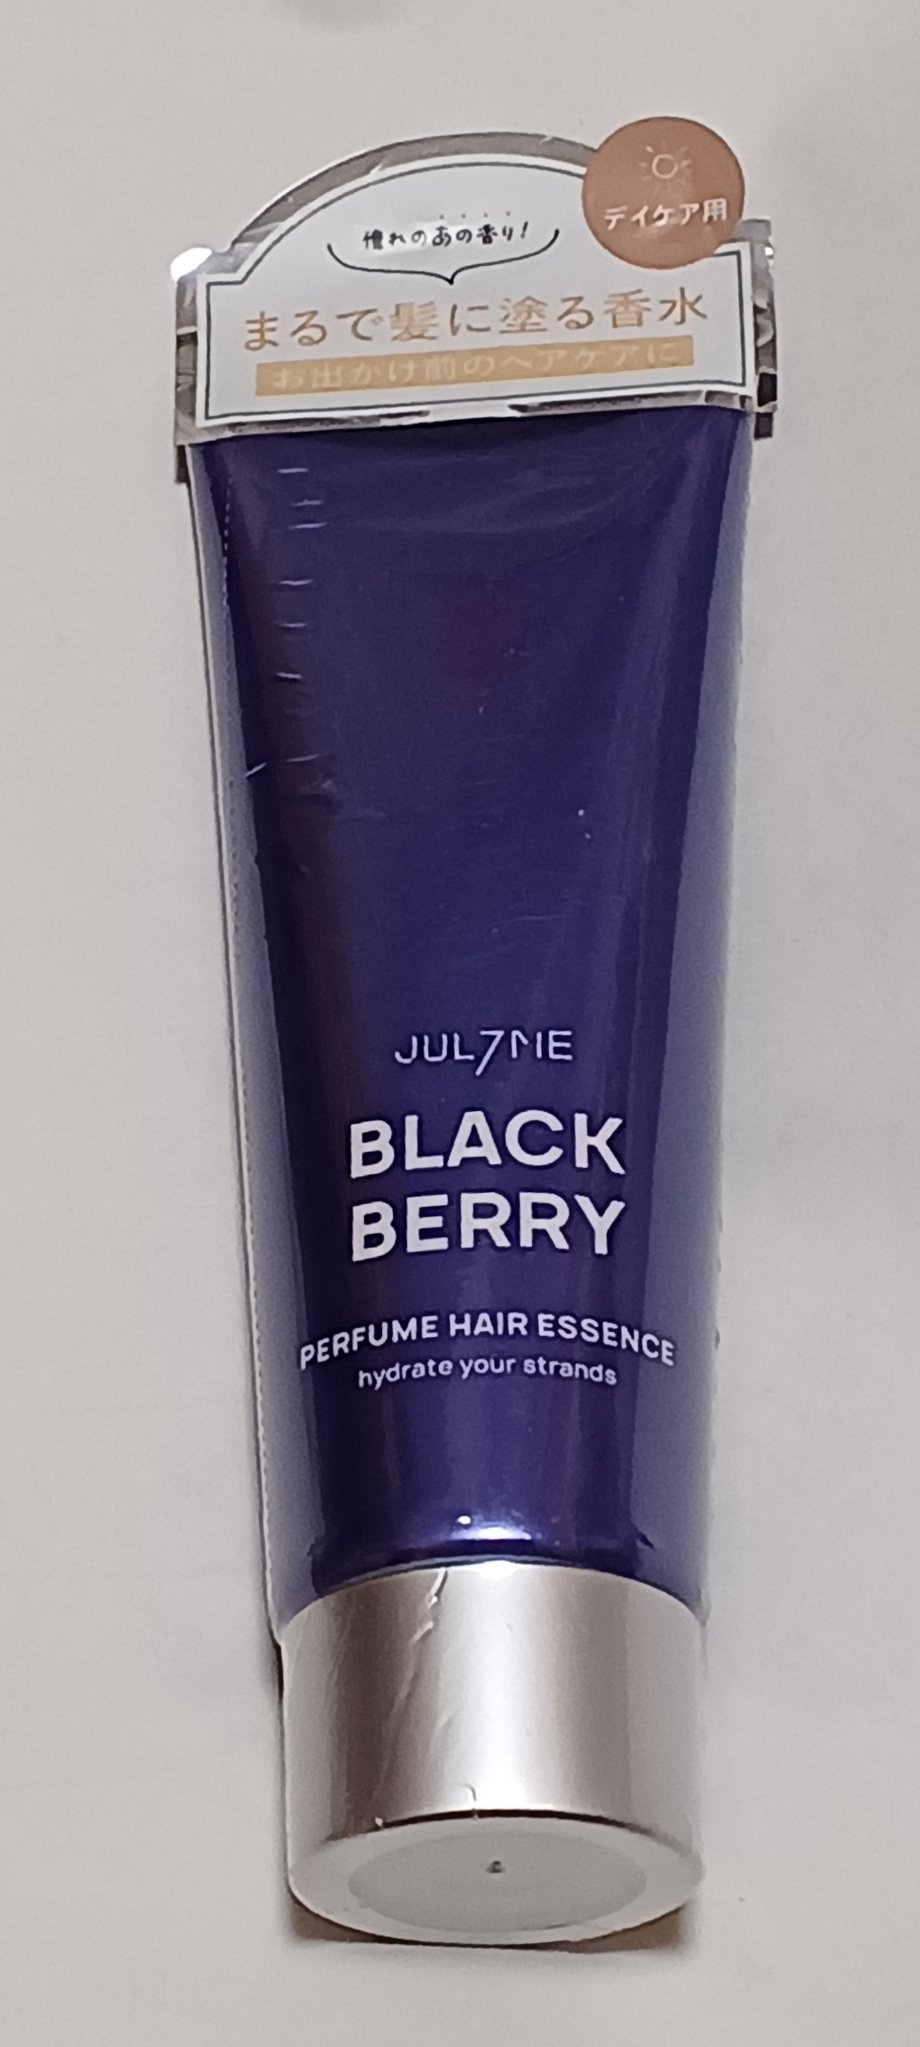 デイケア用
憧れのあの香り!
まるで髪に塗る香水
お出かけ前のヘアケアに
JUL7ME
BLACK
BERRY
PERFUME HAIR ESSENCE
hydrate your strands